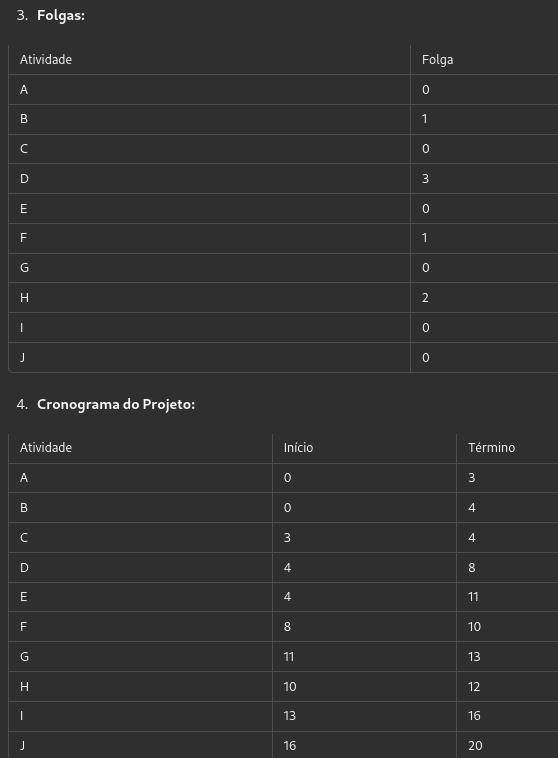 3. Folgas:
Atividade Folga
A 0
B 1
C 0
D 3
E 0
F 1
G 0
H 2
I 0
J 0
4. Cronograma do Projeto:
Atividade Início Término
A 0 3
B 0 4
C 3 4
D 4 8
E 4 11
F 8 10
G 11 13
H 10 12
I 13 16
J 16 20